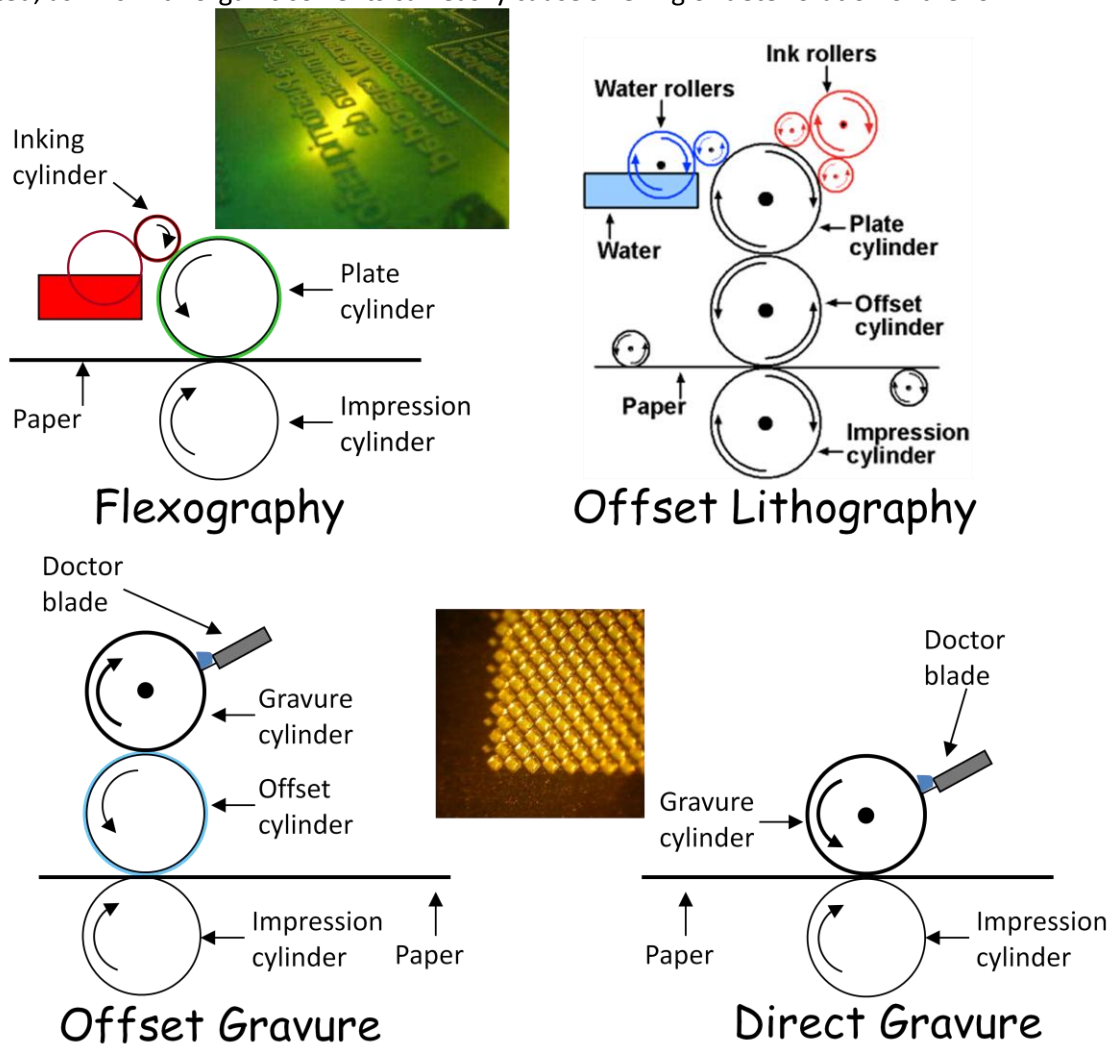 Inking
cylinder
Plate
cylinder
Paper
Impression
cylinder
Flexography
Ink rollers
Water rollers
Water
Plate
cylinder
Offset
cylinder
Paper
Impression
cylinder
Offset Lithography
Doctor
blade
Gravure
cylinder
Offset
cylinder
Impression
cylinder
Paper
Offset Gravure
Doctor
blade
Gravure
cylinder
Paper
Impression
cylinder
Direct Gravure